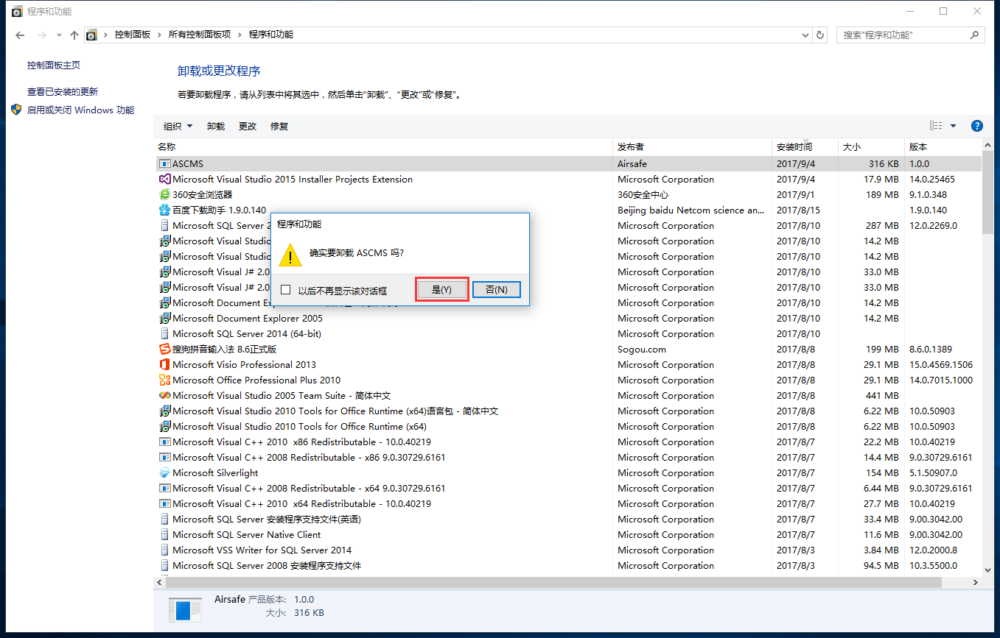 程序和功能
控制面板 › 所有控制面板项 › 程序和功能
搜索"程序和功能"
控制面板主页
查看已安装的更新
启用或关闭 Windows 功能
卸载或更改程序
若要卸载程序，请从列表中将其选中，然后单击“卸载”、“更改”或“修复”。
组织 卸载 更改 修复
名称 发布者 安装时间 大小 版本
ASCMS Airsafe 2017/9/4 316 KB 1.0.0
Microsoft Visual Studio 2015 Installer Projects Extension Microsoft Corporation 2017/9/4 17.9 MB 14.0.25465
360安全浏览器 360安全中心 2017/9/1 189 MB 9.1.0.348
百度下载助手 1.9.0.140 Beijing baidu Netcom science an... 2017/8/15 1.9.0.140
Microsoft SQL Server 2 Microsoft Corporation 2017/8/10 287 MB 12.0.2269.0
Microsoft Visual Studio Microsoft Corporation 2017/8/10 14.2 MB
Microsoft Visual Studio Microsoft Corporation 2017/8/10 14.2 MB
Microsoft Visual J# 2.0 Microsoft Corporation 2017/8/10 33.0 MB
Microsoft Visual J# 2.0 Microsoft Corporation 2017/8/10 33.0 MB
Microsoft Document Microsoft Corporation 2017/8/10 14.2 MB
Microsoft Document Explorer 2005 Microsoft Corporation 2017/8/10 14.2 MB
Microsoft SQL Server 2014 (64-bit) Microsoft Corporation 2017/8/10
搜狗拼音输入法 8.6正式版 Sogou.com 2017/8/8 199 MB 8.6.0.1389
Microsoft Visio Professional 2013 Microsoft Corporation 2017/8/8 29.1 MB 15.0.4569.1506
Microsoft Office Professional Plus 2010 Microsoft Corporation 2017/8/8 29.1 MB 14.0.7015.1000
Microsoft Visual Studio 2005 Team Suite - 简体中文 Microsoft Corporation 2017/8/8 441 MB
Microsoft Visual Studio 2010 Tools for Office Runtime (x64)语言包 - 简体中文 Microsoft Corporation 2017/8/8 6.22 MB 10.0.50903
Microsoft Visual Studio 2010 Tools for Office Runtime (x64) Microsoft Corporation 2017/8/8 6.22 MB 10.0.50903
Microsoft Visual C++ 2010 x86 Redistributable - 10.0.40219 Microsoft Corporation 2017/8/7 22.2 MB 10.0.40219
Microsoft Visual C++ 2008 Redistributable - x86 9.0.30729.6161 Microsoft Corporation 2017/8/7 14.4 MB 9.0.30729.6161
Microsoft Silverlight Microsoft Corporation 2017/8/7 154 MB 5.1.50907.0
Microsoft Visual C++ 2008 Redistributable - x64 9.0.30729.6161 Microsoft Corporation 2017/8/7 6.44 MB 9.0.30729.6161
Microsoft Visual C++ 2010 x64 Redistributable - 10.0.40219 Microsoft Corporation 2017/8/7 27.7 MB 10.0.40219
Microsoft SQL Server 安装程序支持文件(英语) Microsoft Corporation 2017/8/7 33.4 MB 9.00.3042.00
Microsoft SQL Server Native Client Microsoft Corporation 2017/8/7 11.6 MB 9.00.3042.00
Microsoft VSS Writer for SQL Server 2014 Microsoft Corporation 2017/8/3 3.84 MB 12.0.2000.8
Microsoft SQL Server 2008 安装程序支持文件 Microsoft Corporation 2017/8/3 94.5 MB 10.3.5500.0
程序和功能
确实要卸载 ASCMS 吗?
以后不再显示该对话框 是(Y) 否(N)
Airsafe 产品版本: 1.0.0
大小: 316 KB